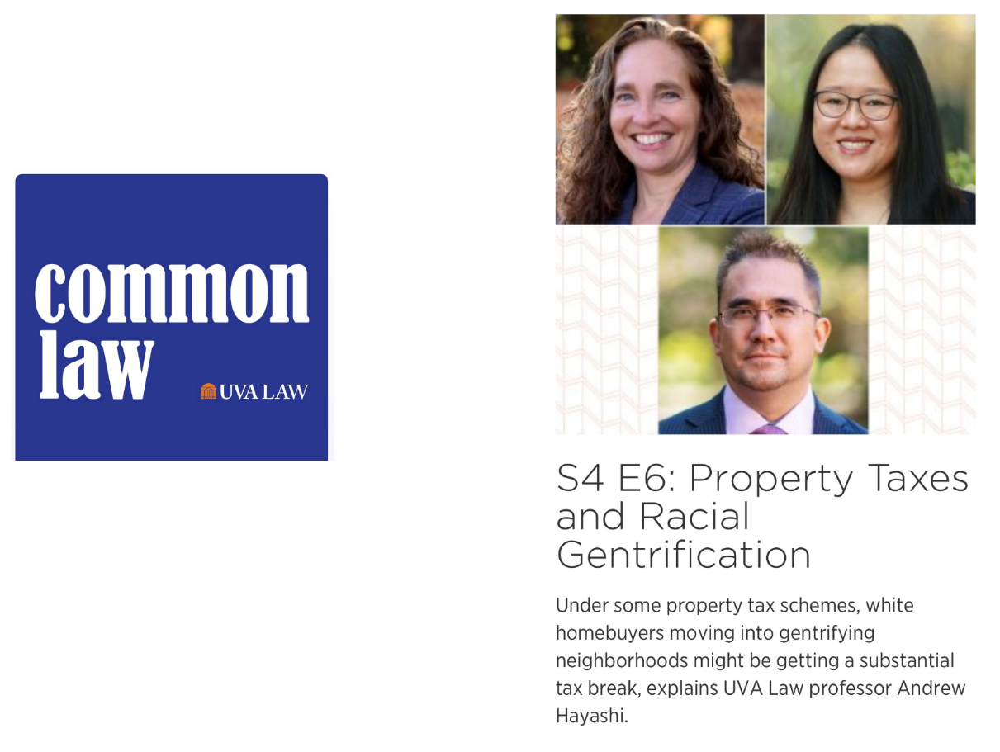 common
law
UVA LAW
S4 E6: Property Taxes
and Racial
Gentrification
Under some property tax schemes, white
homebuyers moving into gentrifying
neighborhoods might be getting a substantial
tax break, explains UVA Law professor Andrew
Hayashi.